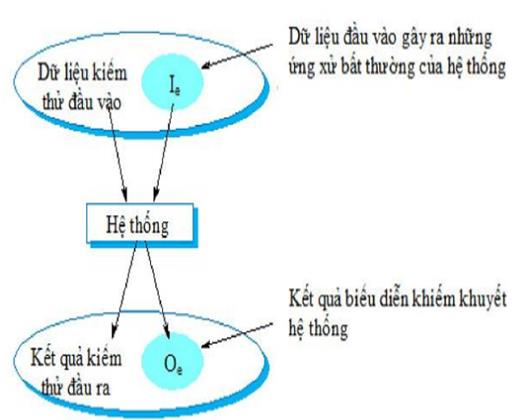 Dữ liệu đầu vào gây ra những
ứng xử bất thường của hệ thống
Dữ liệu kiểm
thử đầu vào
Ie
Hệ thống
Kết quả biểu diễn khiếm khuyết
hệ thống
Kết quả kiểm
thử đầu ra
Oe